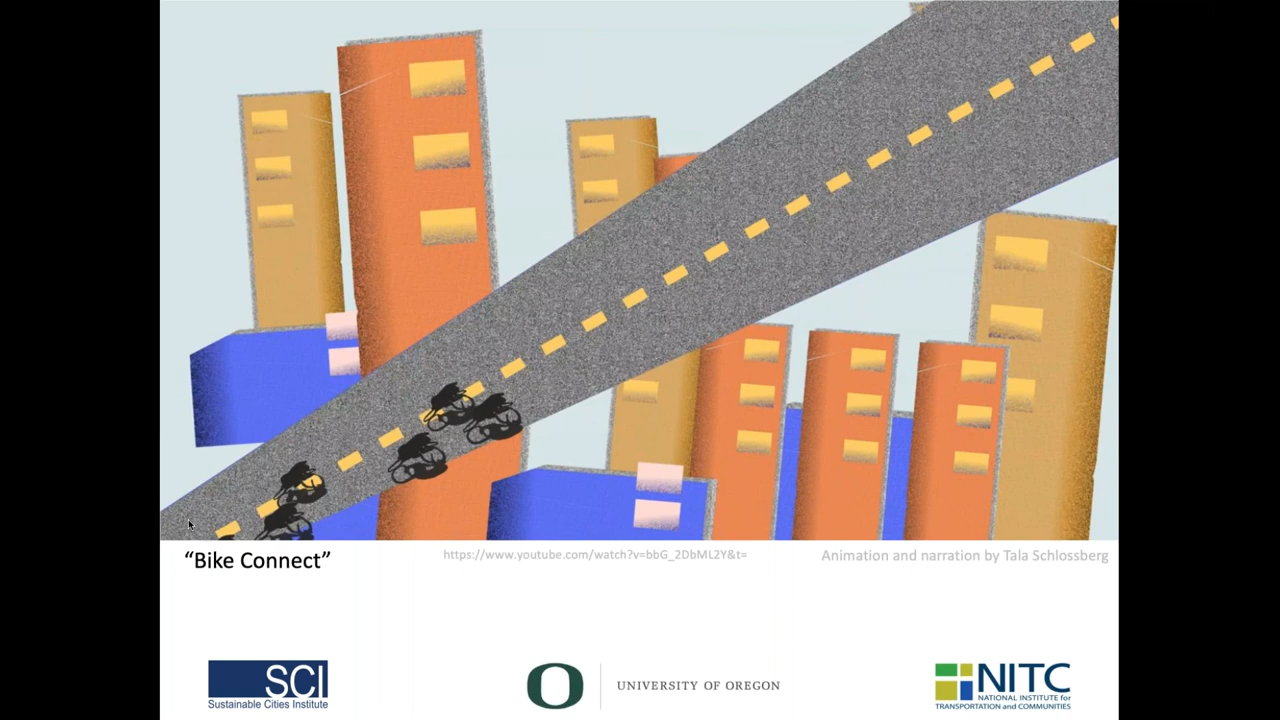 "Bike Connect"
https://www.youtube.com/watch?v=bbG_2DbML2Y&t=
Animation and narration by Tala Schlossberg
SCI
Sustainable Cities Institute
O
UNIVERSITY OF OREGON
NITC
NATIONAL INSTITUTE for
TRANSPORTATION and COMMUNITIES